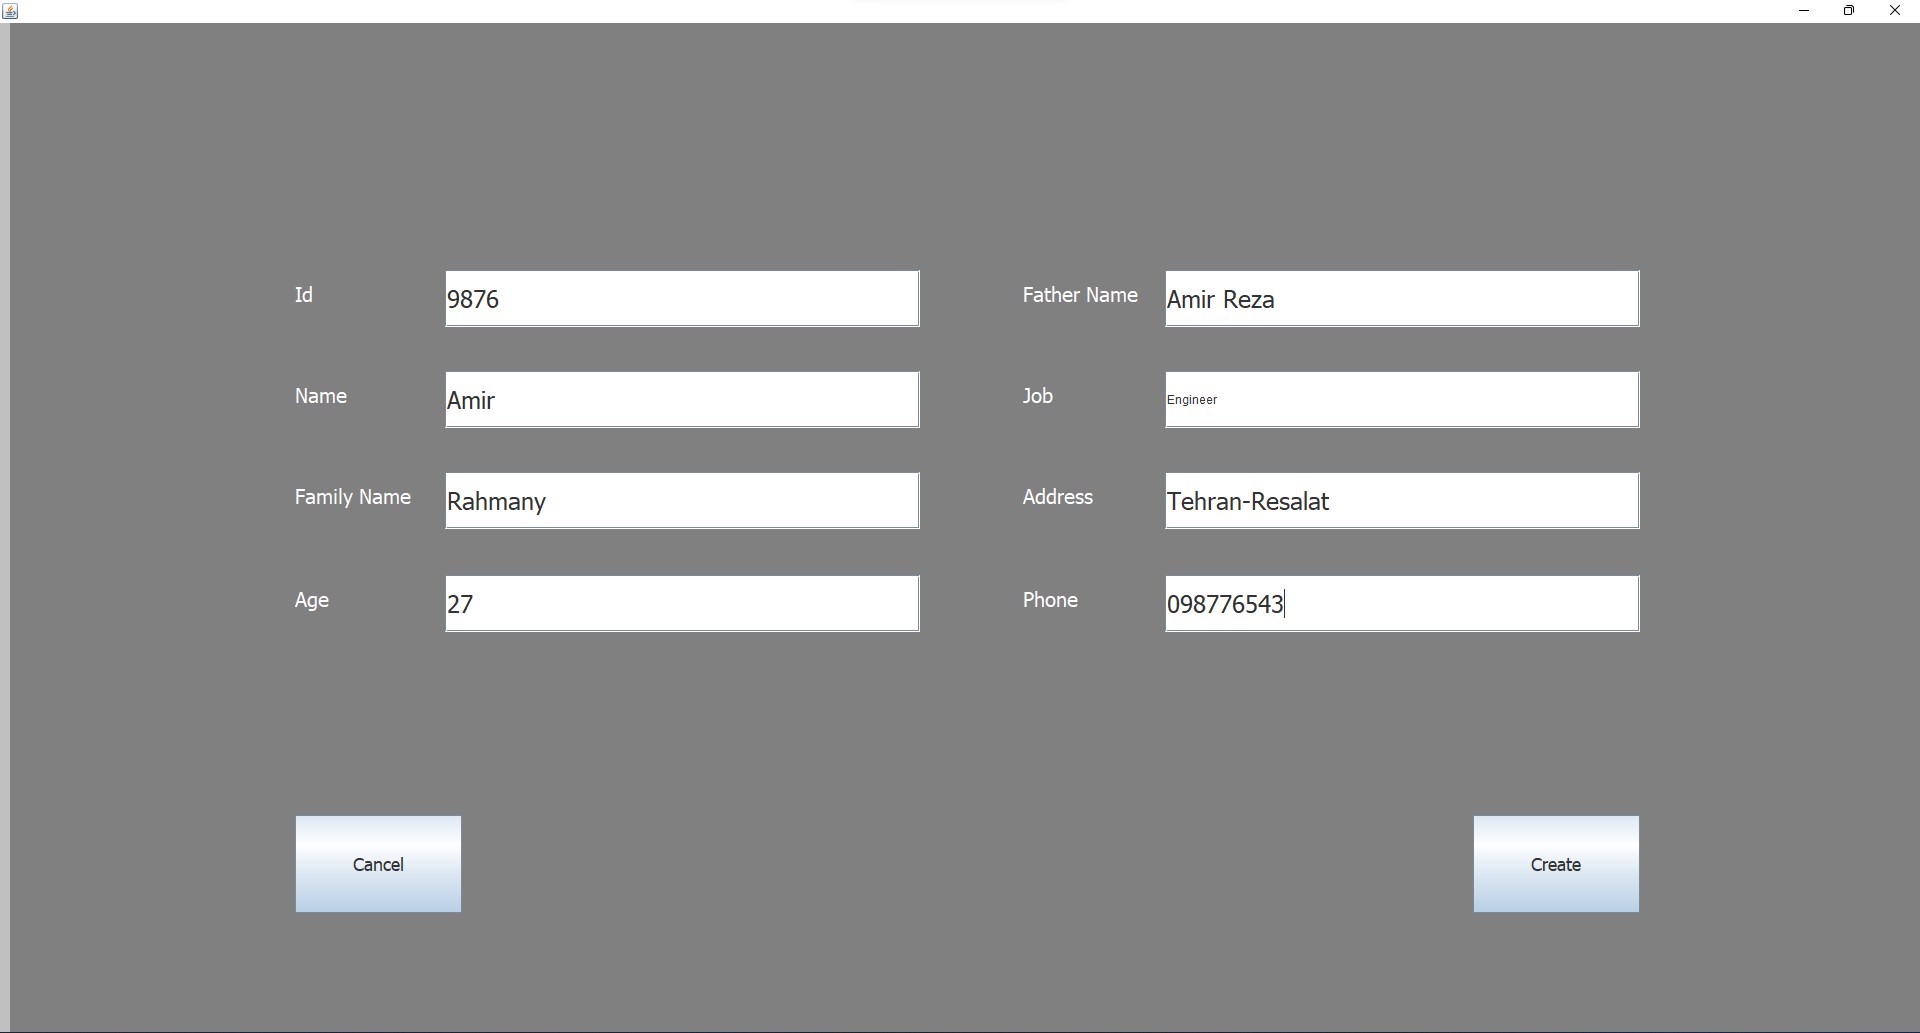 Id 9876 Father Name Amir Reza
Name Amir Job Engineer
Family Name Rahmany Address Tehran-Resalat
Age 27 Phone 098776543
Cancel Create